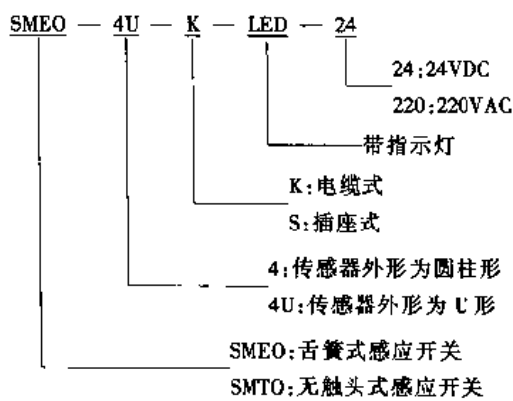 SMEO — 4U — K — LED — 24
24:24VDC
220:220VAC
带指示灯
K:电缆式
S:插座式
4:传感器外形为圆柱形
4U:传感器外形为U形
SMEO:舌簧式感应开关
SMTO:无触头式感应开关